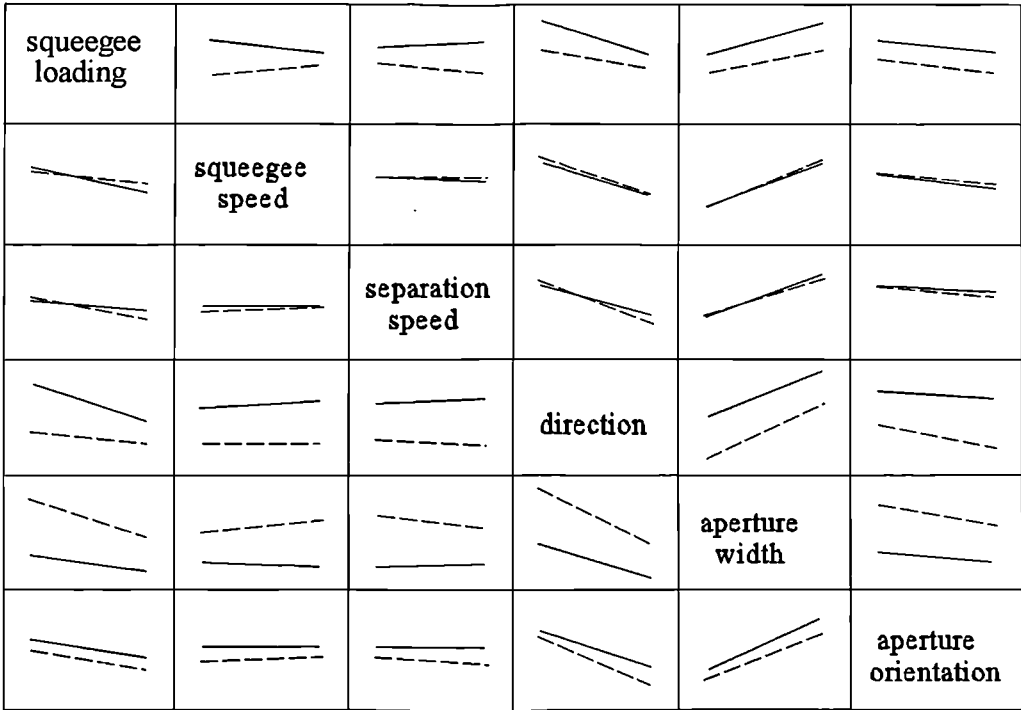 squeegee
loading
squeegee
speed
separation
speed
direction
aperture
width
aperture
orientation